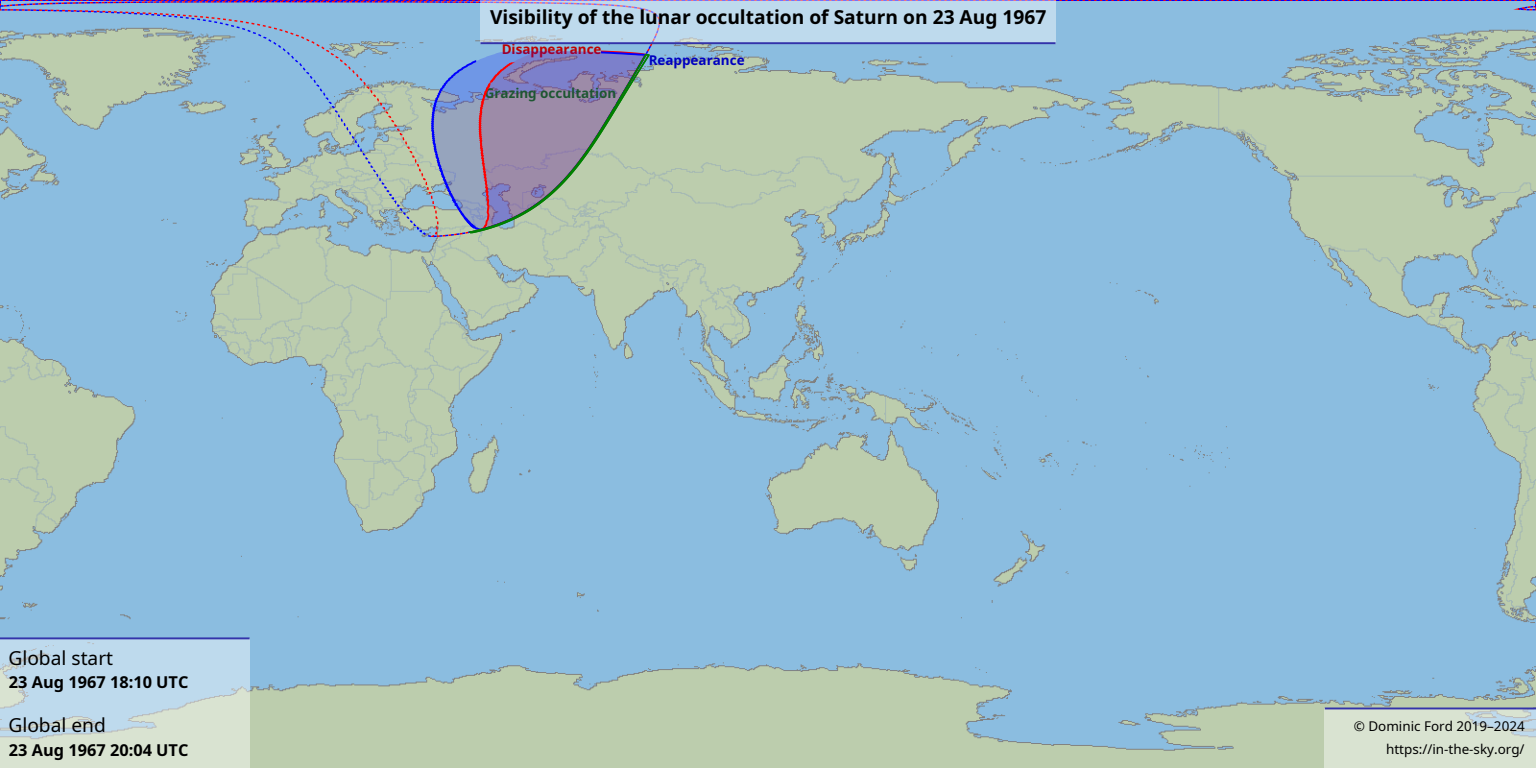 Visibility of the lunar occultation of Saturn on 23 Aug 1967
Disappearance
Reappearance
Grazing occultation
Global start
23 Aug 1967 18:10 UTC
Global end
23 Aug 1967 20:04 UTC
© Dominic Ford 2019–2024
https://in-the-sky.org/